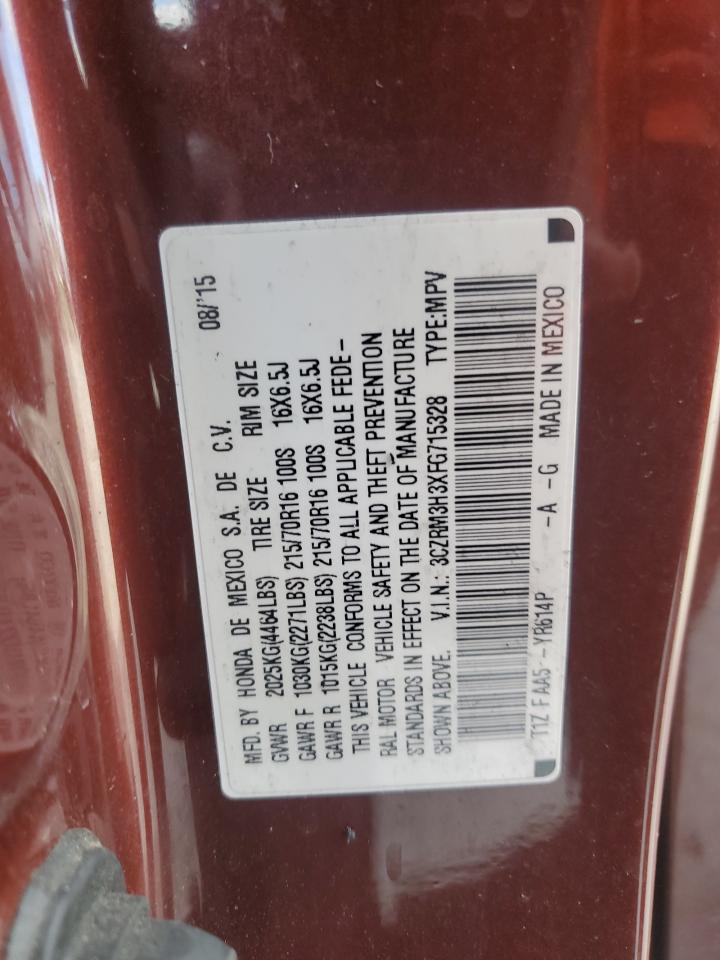 MFD. BY HONDA DE MEXICO S.A. DE C.V. 08/'15
GVWR 2025KG(4464LBS) TIRE SIZE RIM SIZE
GAWR F 1030KG(2271LBS) 215/70R16 100S 16X6.5J
GAWR R 1015KG(2238LBS) 215/70R16 100S 16X6.5J
THIS VEHICLE CONFORMS TO ALL APPLICABLE FEDE-
RAL MOTOR VEHICLE SAFETY AND THEFT PREVENTION
STANDARDS IN EFFECT ON THE DATE OF MANUFACTURE
SHOWN ABOVE. V.I.N.: 3CZRM3H3XFG715328 TYPE:MPV
T1Z F AA5 -YR614P -A -G MADE IN MEXICO